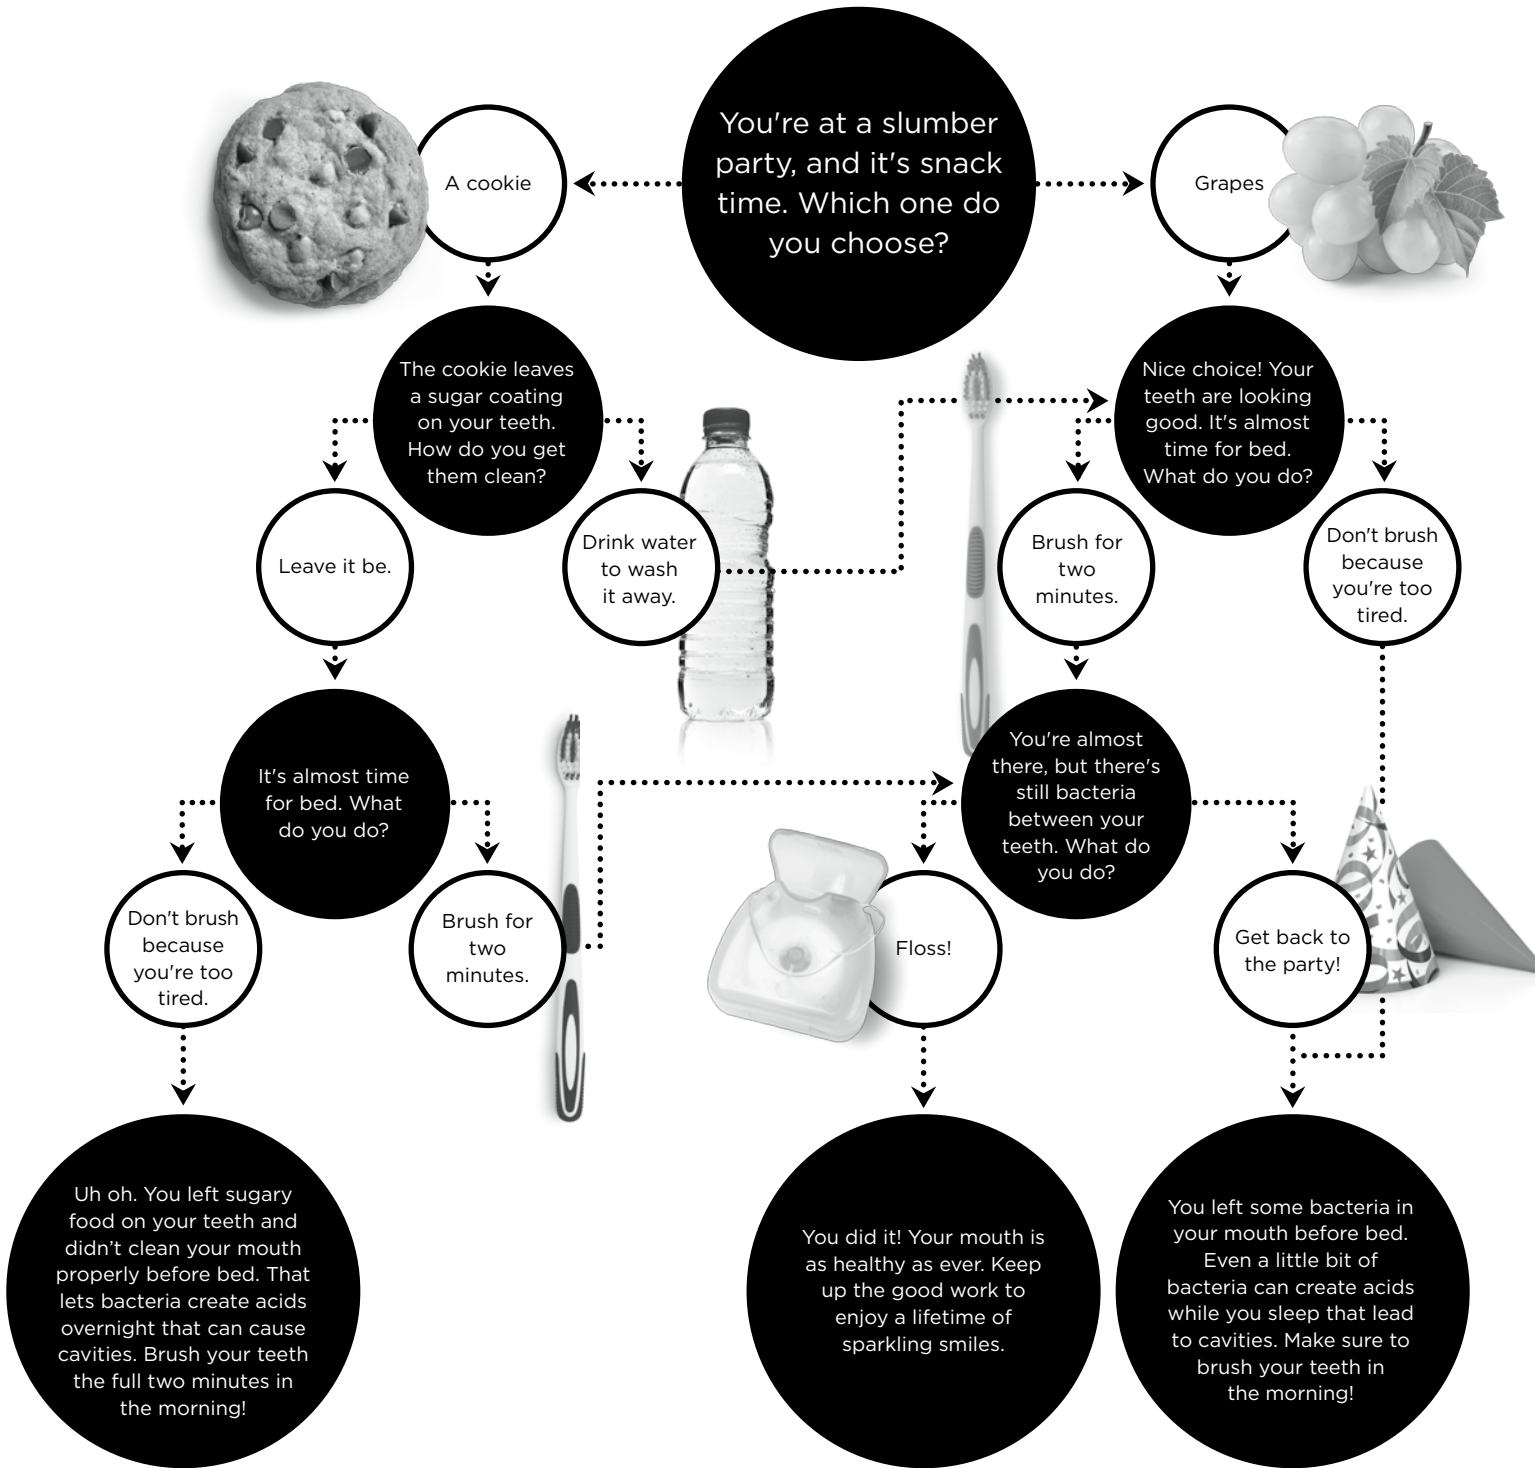 You're at a slumber
party, and it's snack
time. Which one do
you choose?
A cookie
Grapes
The cookie leaves
a sugar coating
on your teeth.
How do you get
them clean?
Nice choice! Your
teeth are looking
good. It's almost
time for bed.
What do you do?
Leave it be.
Drink water
to wash
it away.
Brush for
two
minutes.
Don't brush
because
you're too
tired.
It's almost time
for bed. What
do you do?
You're almost
there, but there's
still bacteria
between your
teeth. What do
you do?
Don't brush
because
you're too
tired.
Brush for
two
minutes.
Floss!
Get back to
the party!
Uh oh. You left sugary
food on your teeth and
didn’t clean your mouth
properly before bed. That
lets bacteria create acids
overnight that can cause
cavities. Brush your teeth
the full two minutes in
the morning!
You did it! Your mouth is
as healthy as ever. Keep
up the good work to
enjoy a lifetime of
sparkling smiles.
You left some bacteria in
your mouth before bed.
Even a little bit of
bacteria can create acids
while you sleep that lead
to cavities. Make sure to
brush your teeth in
the morning!